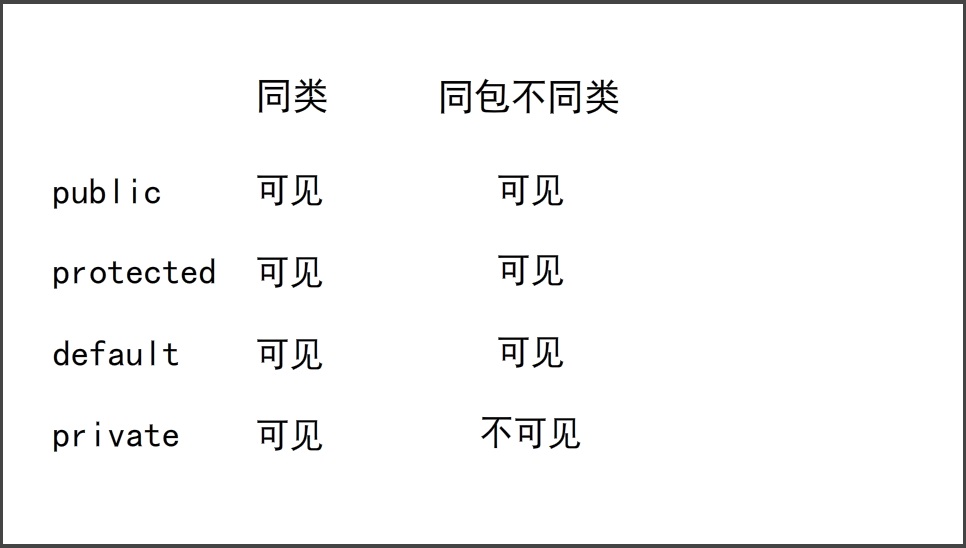 同类 同包不同类
public 可见 可见
protected 可见 可见
default 可见 可见
private 可见 不可见